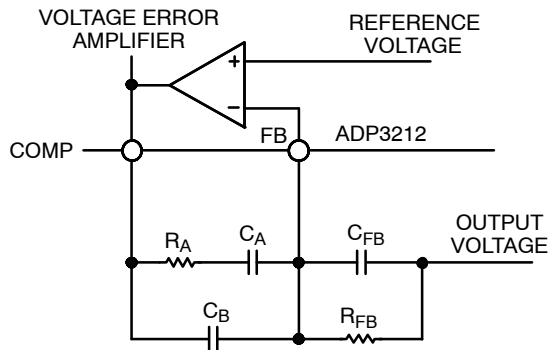 VOLTAGE ERROR
AMPLIFIER
REFERENCE
VOLTAGE
+
−
COMP
FB
ADP3212
RA
CA
CFB
OUTPUT
VOLTAGE
CB
RFB